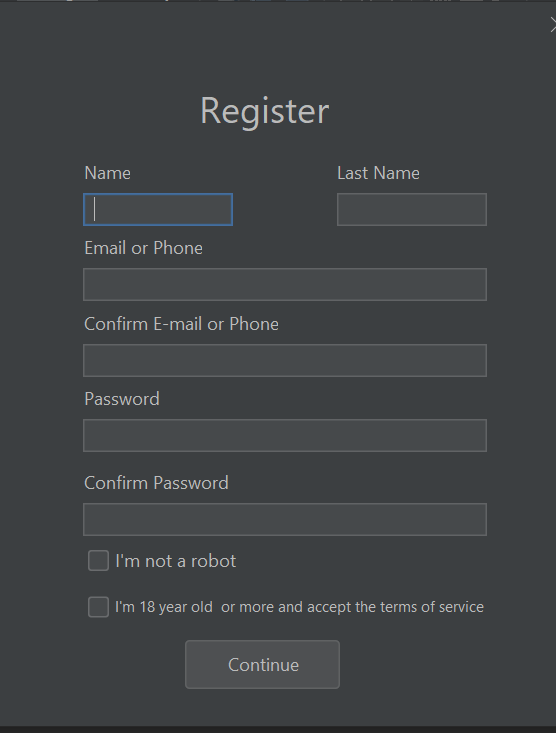 Register
Name
Last Name
Email or Phone
Confirm E-mail or Phone
Password
Confirm Password
I'm not a robot
I'm 18 year old  or more and accept the terms of service
Continue